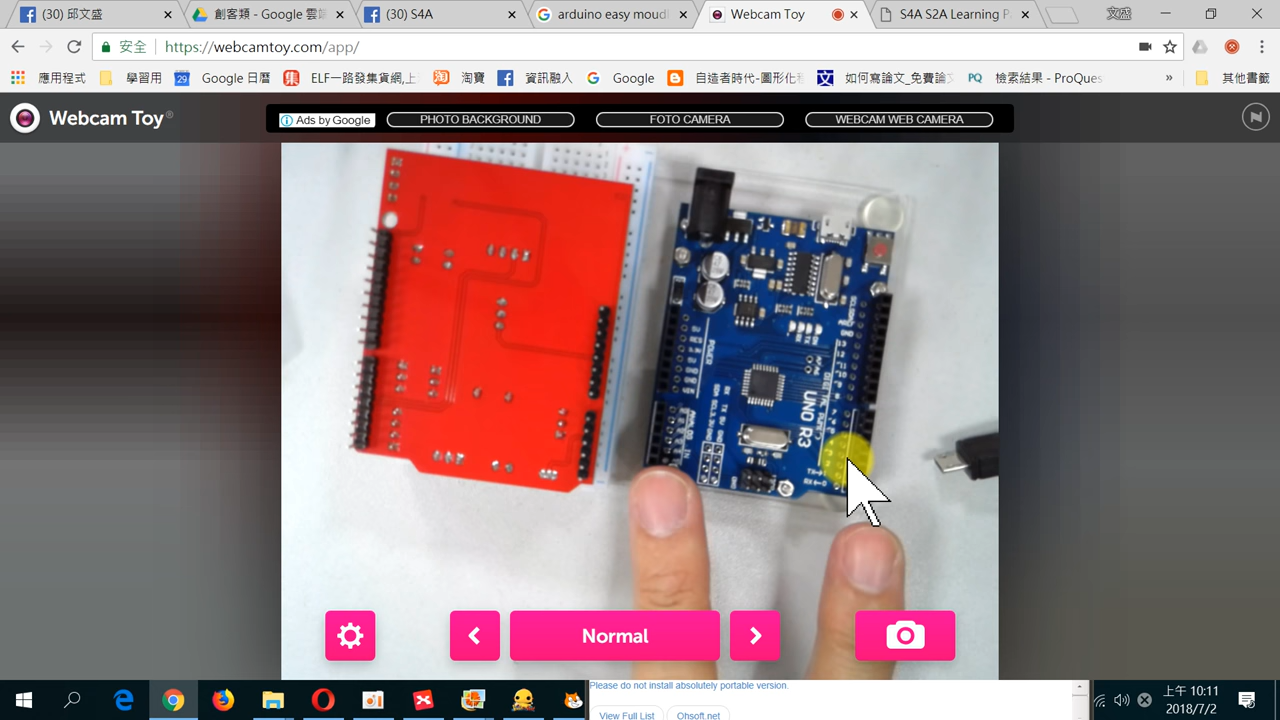 (30) 邱文盛
創客類 - Google 雲端
(30) S4A
arduino easy moudl
Webcam Toy
S4A S2A Learning P
文盛
安全
https://webcamtoy.com/app/
應用程式
學習用
Google 日曆
ELF一路發集貨網,上
淘寶
資訊融入
Google
自造者時代-圖形化程
如何寫論文_免費論文
檢索結果 - ProQues
»
其他書籤
Webcam Toy
Ads by Google
PHOTO BACKGROUND
FOTO CAMERA
WEBCAM WEB CAMERA
POWER
ANALOG IN
UNO R3
Normal
Please do not install absolutely portable version.
View Full List
Ohsoft.net
上午 10:11
2018/7/2